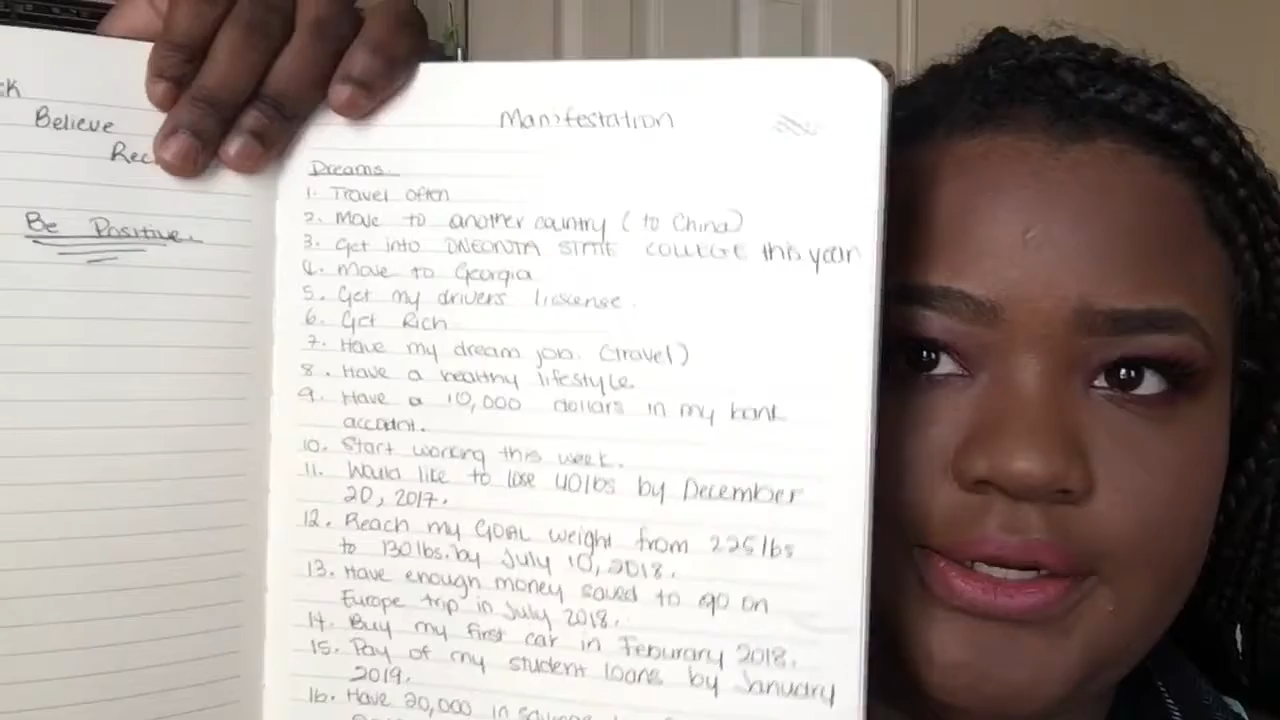 Believe
Be Positive
Manifestation
Dreams
1. Travel often
2. Move to another country (to China)
3. Get into ONEONTA STATE COLLEGE this year
4. Move to Georgia
5. Get my drivers liscense.
6. Get Rich
7. Have my dream job. (travel)
8. Have a healthy lifestyle.
9. Have a 10,000 dollars in my bank
account.
10. Start working this week.
11. Would like to lose 40lbs by December
20, 2017.
12. Reach my GOAL weight from 225lbs
to 130lbs. by July 10, 2018.
13. Have enough money saved to go on
Europe trip in July 2018.
14. Buy my first car in Feburary 2018.
15. Pay of my student loans by January
2019.
16. Have 20,000 in